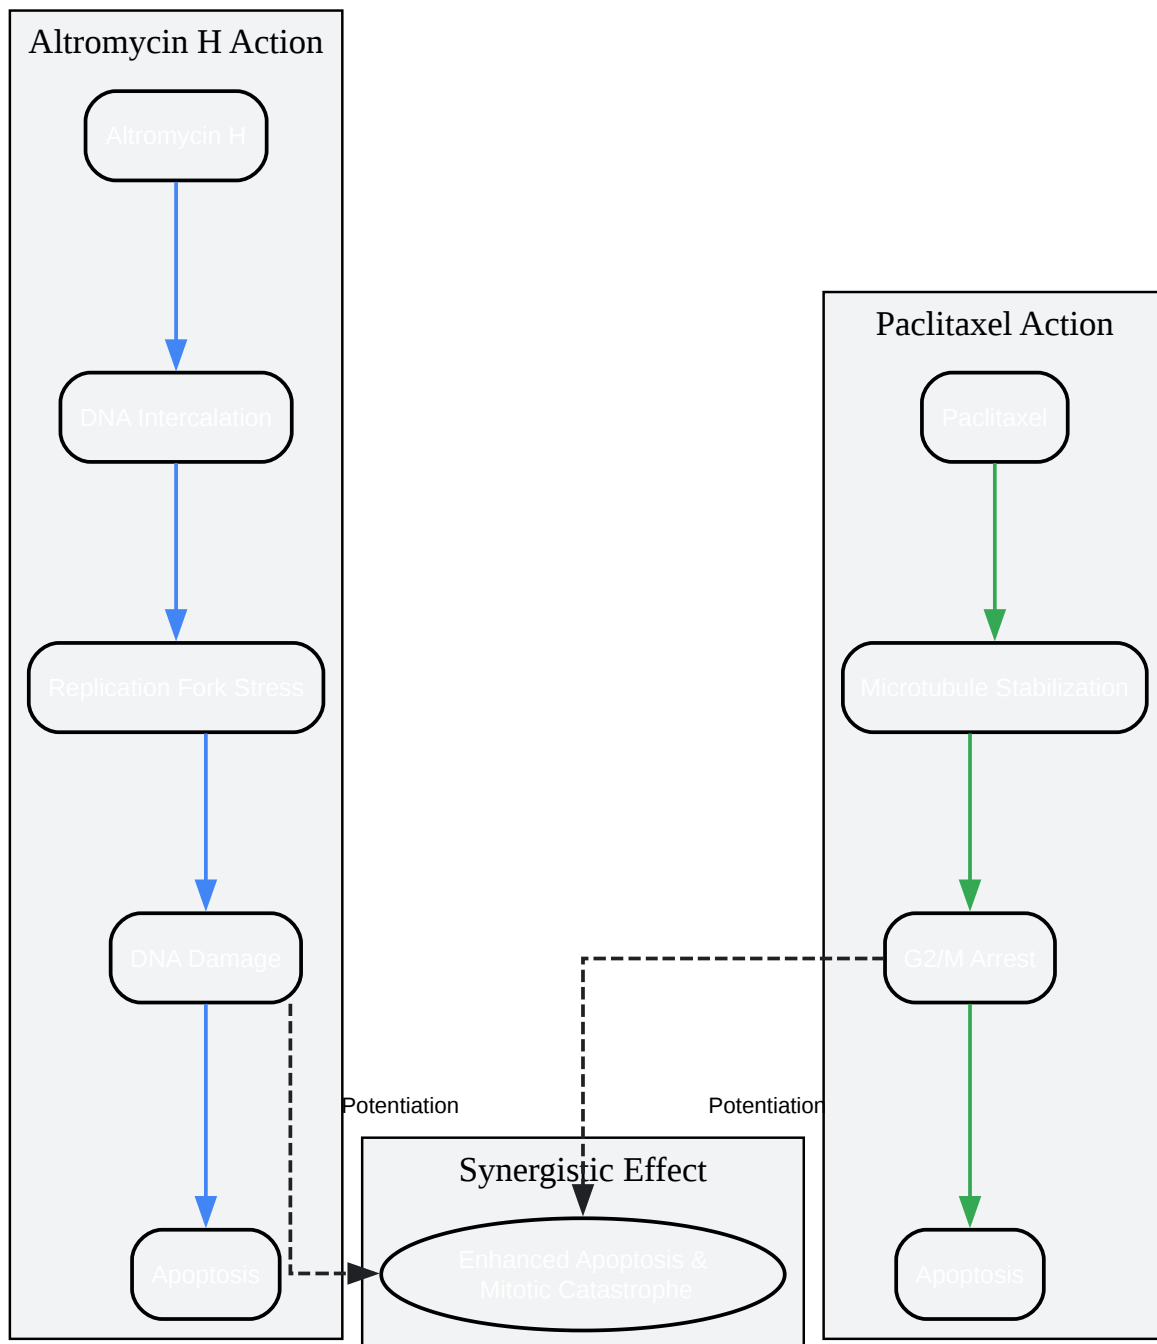 Altromycin H Action
Altromycin H
DNA Intercalation
Replication Fork Stress
DNA Damage
Apoptosis
Paclitaxel Action
Paclitaxel
Microtubule Stabilization
G2/M Arrest
Apoptosis
Potentiation
Potentiation
Synergistic Effect
Enhanced Apoptosis &
Mitotic Catastrophe